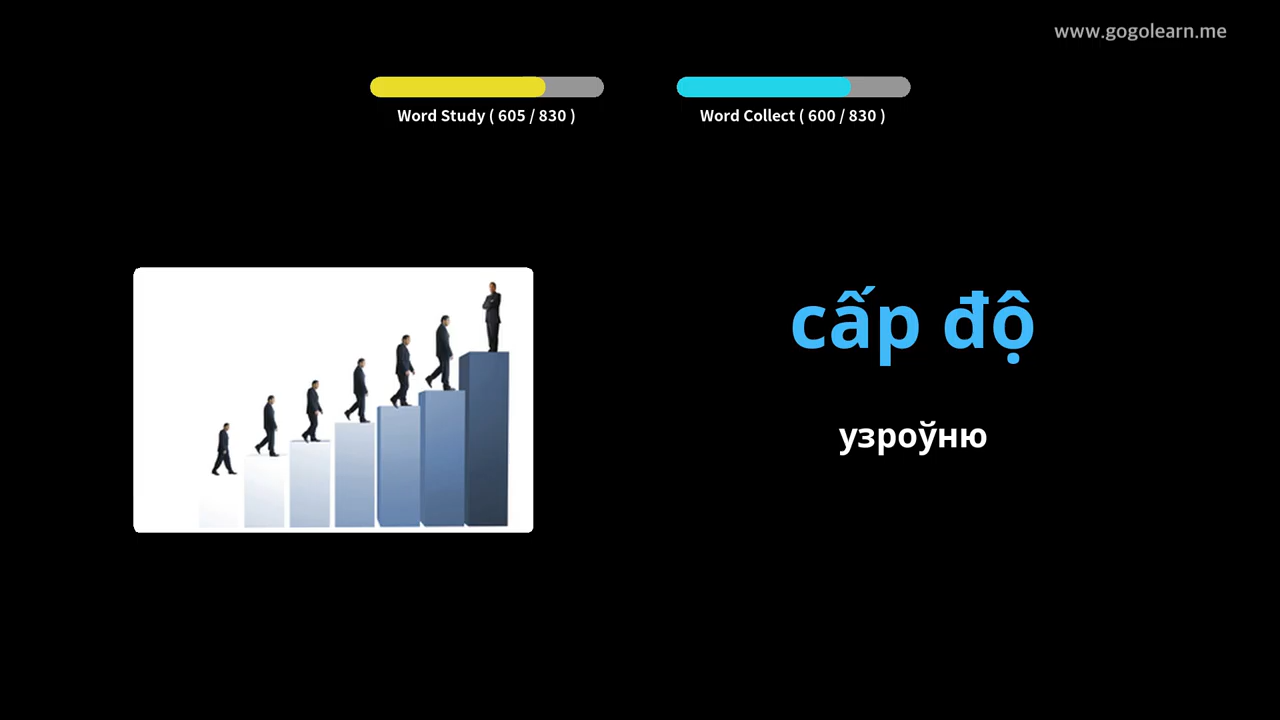 www.gogolearn.me
Word Study ( 605 / 830 )
Word Collect ( 600 / 830 )
cấp độ
узроўню